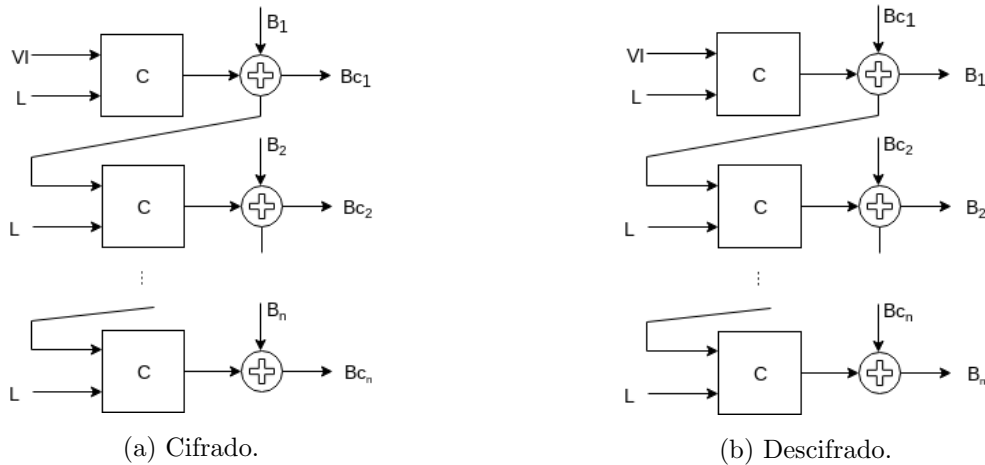 B₁ Bc₁
VI C Bc₁ VI C B₁
L L
B₂ Bc₂
C C
L Bc₂ L B₂
⋮ ⋮
Bₙ Bcₙ
C Bcₙ C Bₙ
L L
(a) Cifrado. (b) Descifrado.